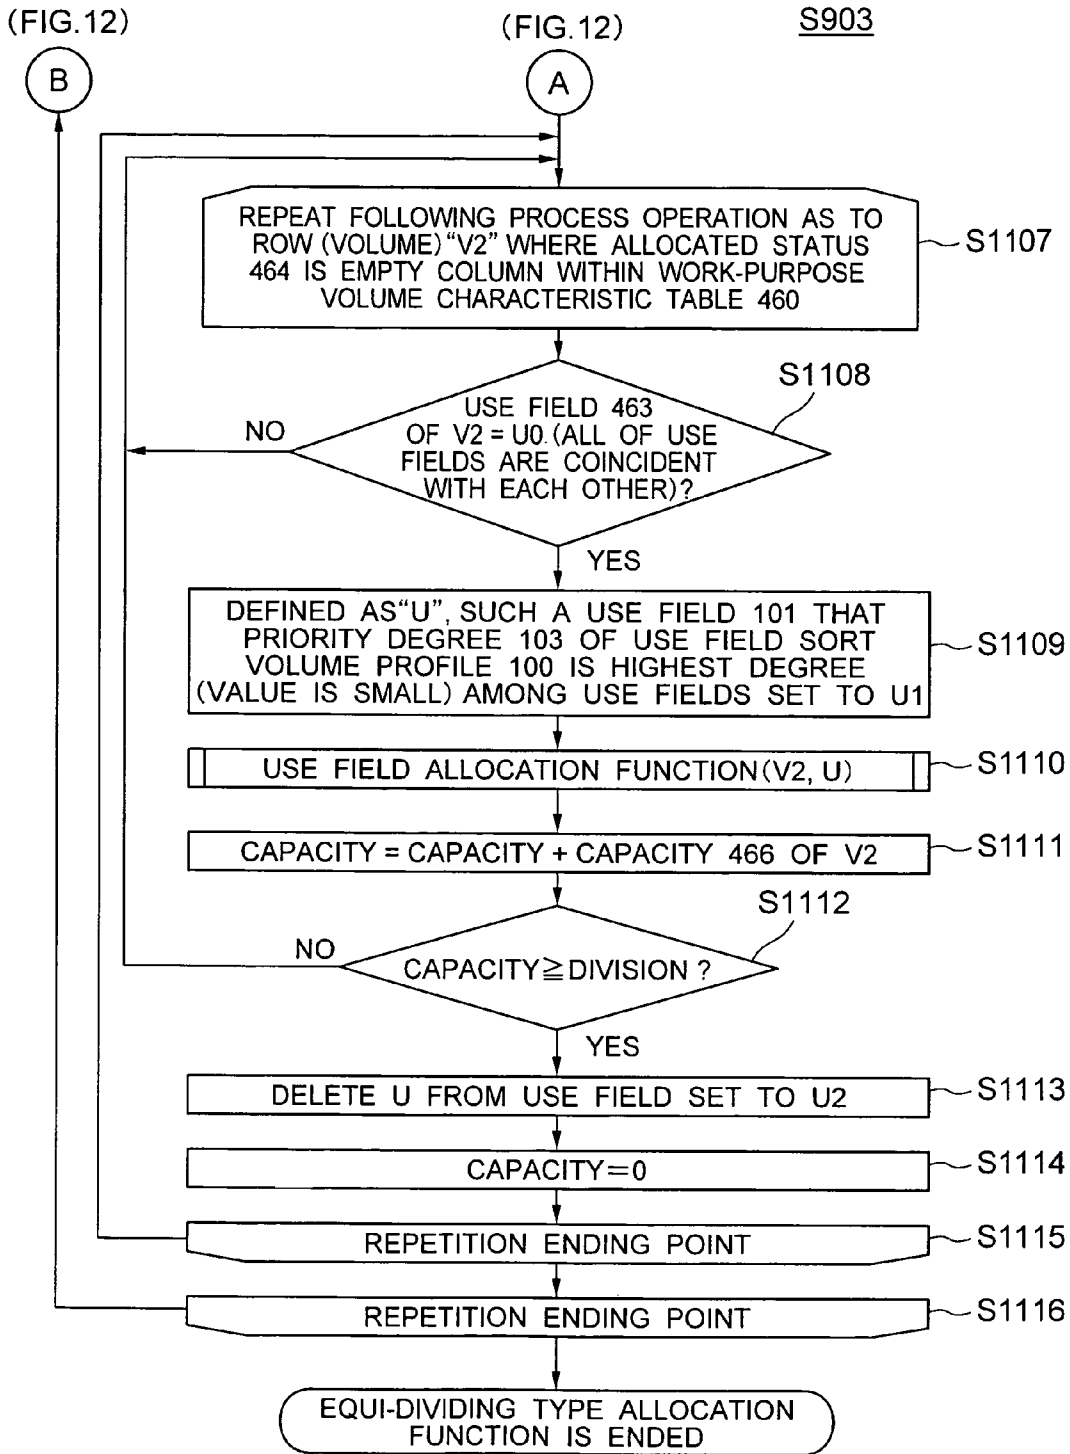 (FIG.12)
(FIG.12)
S903
B
A
REPEAT FOLLOWING PROCESS OPERATION AS TO
ROW (VOLUME) "V2" WHERE ALLOCATED STATUS
464 IS EMPTY COLUMN WITHIN WORK-PURPOSE
VOLUME CHARACTERISTIC TABLE 460
S1107
S1108
USE FIELD 463
OF V2 = U0. (ALL OF USE
FIELDS ARE COINCIDENT
WITH EACH OTHER)?
NO
YES
DEFINED AS "U", SUCH A USE FIELD 101 THAT
PRIORITY DEGREE 103 OF USE FIELD SORT
VOLUME PROFILE 100 IS HIGHEST DEGREE
(VALUE IS SMALL) AMONG USE FIELDS SET TO U1
S1109
USE FIELD ALLOCATION FUNCTION (V2, U)
S1110
CAPACITY = CAPACITY + CAPACITY 466 OF V2
S1111
S1112
NO
CAPACITY ≧ DIVISION ?
YES
DELETE U FROM USE FIELD SET TO U2
S1113
CAPACITY = 0
S1114
REPETITION ENDING POINT
S1115
REPETITION ENDING POINT
S1116
EQUI-DIVIDING TYPE ALLOCATION
FUNCTION IS ENDED